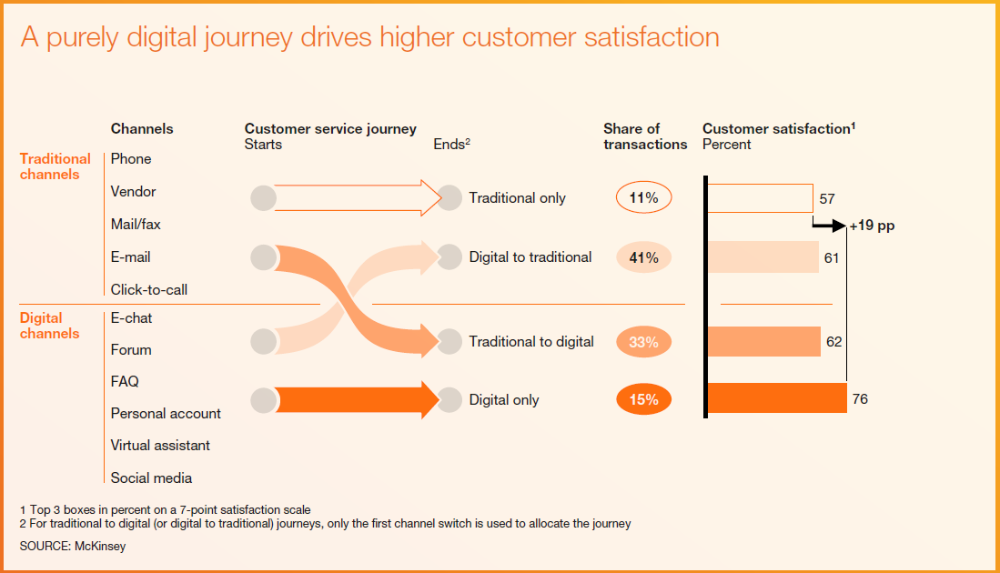 A purely digital journey drives higher customer satisfaction
Channels
Customer service journey
Starts
Ends2
Share of
transactions
Customer satisfaction1
Percent
Traditional
channels
Phone
Vendor
Mail/fax
E-mail
Click-to-call
Traditional only
11%
57
+19 pp
Digital to traditional
41%
61
Digital
channels
E-chat
Forum
FAQ
Personal account
Virtual assistant
Social media
Traditional to digital
33%
62
Digital only
15%
76
1 Top 3 boxes in percent on a 7-point satisfaction scale
2 For traditional to digital (or digital to traditional) journeys, only the first channel switch is used to allocate the journey
SOURCE: McKinsey